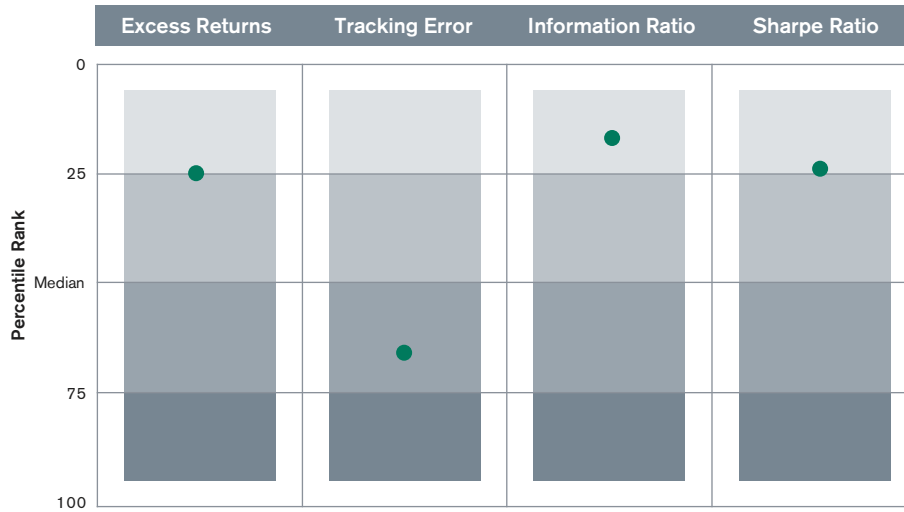 Excess Returns Tracking Error Information Ratio Sharpe Ratio
Percentile Rank
0
25
Median
75
100